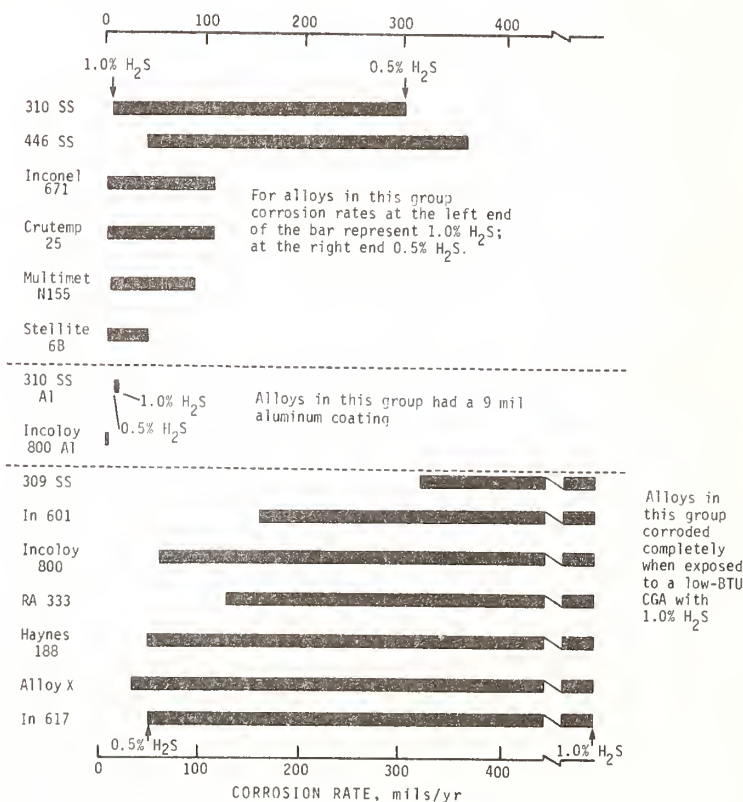 0 100 200 300 400
1.0% H2S 0.5% H2S
310 SS
446 SS
Inconel
671
Crutemp
25
Multimet
N155
Stellite
6B
For alloys in this group
corrosion rates at the left end
of the bar represent 1.0% H2S;
at the right end 0.5% H2S.
310 SS
Al
1.0% H2S
0.5% H2S
Incoloy
800 Al
Alloys in this group had a 9 mil
aluminum coating
309 SS
In 601
Incoloy
800
RA 333
Haynes
188
Alloy X
In 617
Alloys in
this group
corroded
completely
when exposed
to a low-BTU
CGA with
1.0% H2S
0.5% H2S 1.0% H2S
0 100 200 300 400
CORROSION RATE, mils/yr